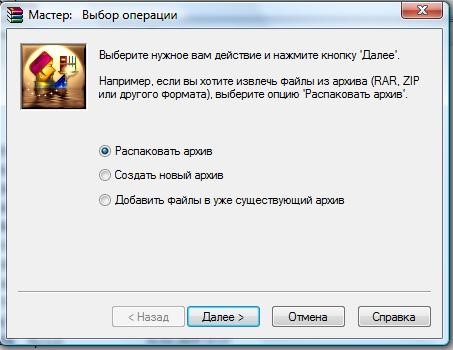 Мастер: Выбор операции
Выберите нужное вам действие и нажмите кнопку 'Далее'.
Например, если вы хотите извлечь файлы из архива (RAR, ZIP
или другого формата), выберите опцию 'Распаковать архив'.
Распаковать архив
Создать новый архив
Добавить файлы в уже существующий архив
< Назад Далее > Отмена Справка